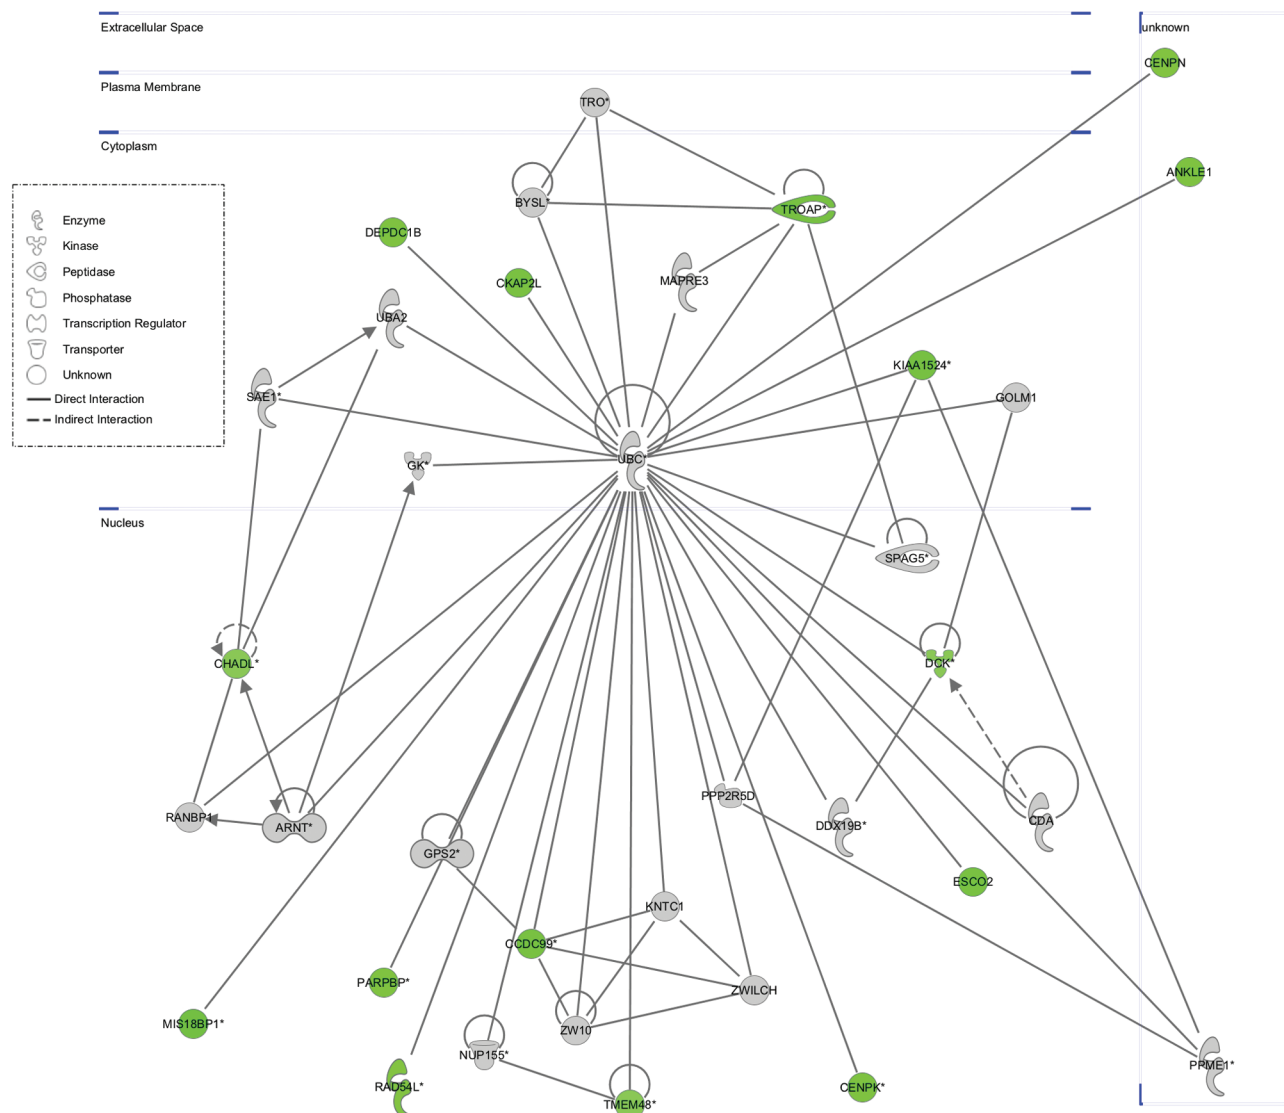 Extracellular Space
unknown
CENPN
Plasma Membrane
TRO*
Cytoplasm
ANKLE1
BYSL*
TROAP*
Enzyme
DEPDC1B
Kinase
Peptidase
MAPRE3
CKAP2L
Phosphatase
UBA2
Transcription Regulator
Transporter
KIAA1524*
Unknown
SAE1*
GOLM1
Direct Interaction
Indirect Interaction
UBC*
GK*
Nucleus
SPAG5*
CHADL*
DCK*
PPP2R5D
RANBP1
ARNT*
DDX19B*
CDA
GPS2*
ESCO2
KNTC1
CCDC99*
PARPBP*
ZWILCH
MIS18BP1*
ZW10
NUP155*
PPME1*
RAD54L*
CENPK*
TMEM48*